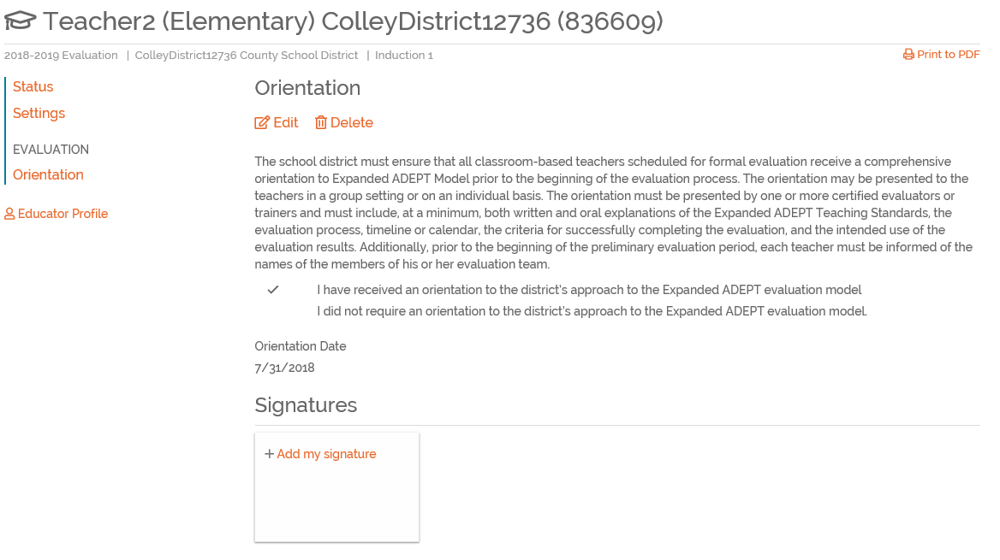 Teacher2 (Elementary) ColleyDistrict12736 (836609)
2018-2019 Evaluation | ColleyDistrict12736 County School District | Induction 1
Print to PDF
Status
Settings
EVALUATION
Orientation
Educator Profile
Orientation
Edit Delete
The school district must ensure that all classroom-based teachers scheduled for formal evaluation receive a comprehensive
orientation to Expanded ADEPT Model prior to the beginning of the evaluation process. The orientation may be presented to the
teachers in a group setting or on an individual basis. The orientation must be presented by one or more certified evaluators or
trainers and must include, at a minimum, both written and oral explanations of the Expanded ADEPT Teaching Standards, the
evaluation process, timeline or calendar, the criteria for successfully completing the evaluation, and the intended use of the
evaluation results. Additionally, prior to the beginning of the preliminary evaluation period, each teacher must be informed of the
names of the members of his or her evaluation team.
I have received an orientation to the district's approach to the Expanded ADEPT evaluation model
I did not require an orientation to the district's approach to the Expanded ADEPT evaluation model.
Orientation Date
7/31/2018
Signatures
+ Add my signature